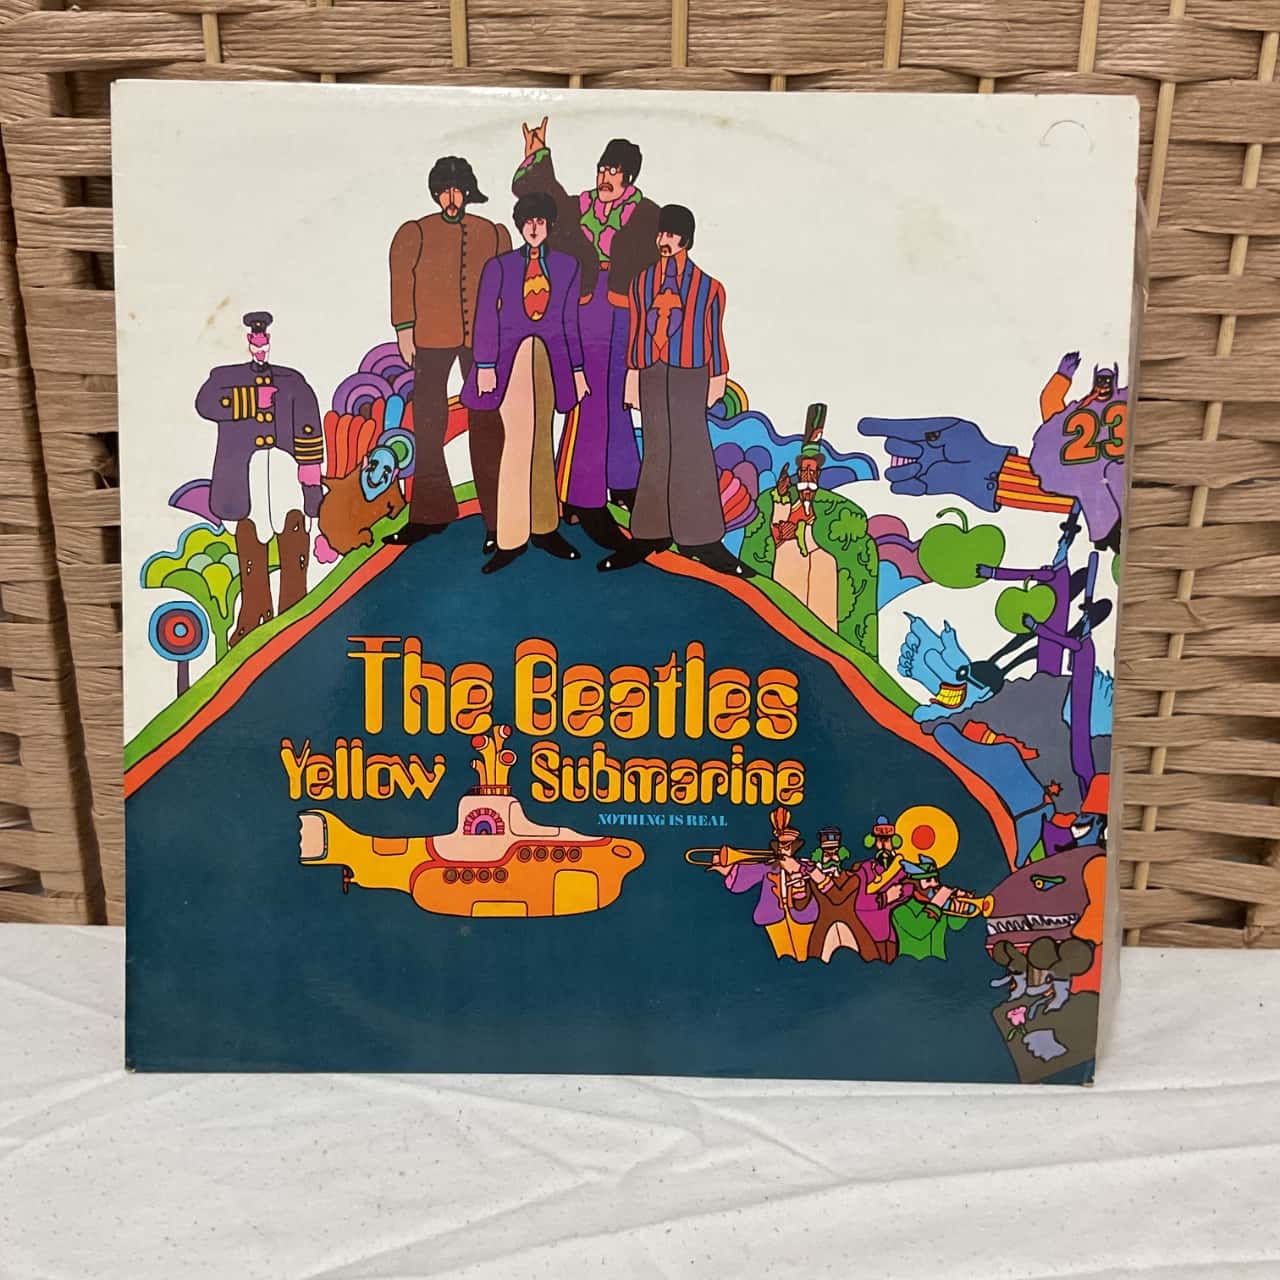 23
The Beatles
Yellow Submarine
NOTHING IS REAL